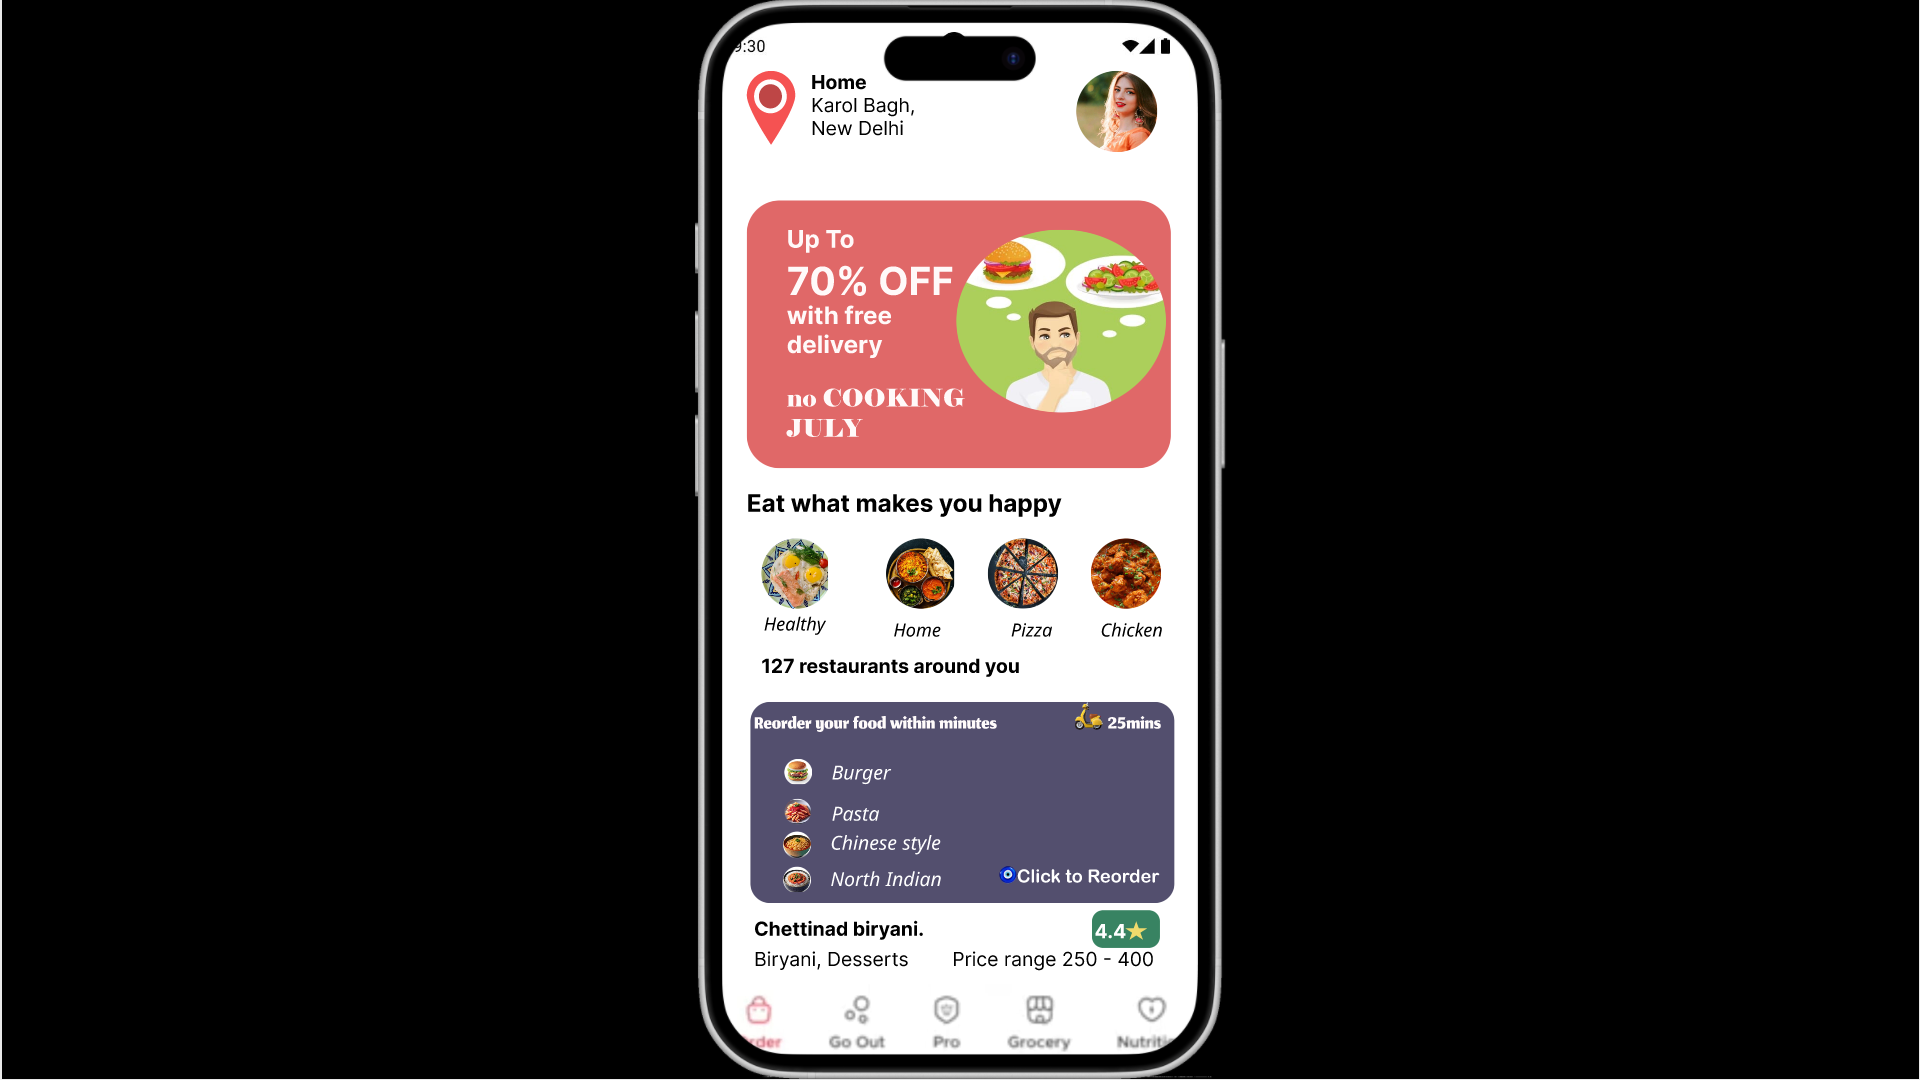 9:30
Home
Karol Bagh,
New Delhi
Up To
70% OFF
with free
delivery
no COOKING
JULY
Eat what makes you happy
Healthy Home Pizza Chicken
127 restaurants around you
Reorder your food within minutes 25mins
Burger
Pasta
Chinese style
North Indian
Click to Reorder
Chettinad biryani. 4.4★
Biryani, Desserts Price range 250 - 400
rder Go Out Pro Grocery Nutriti